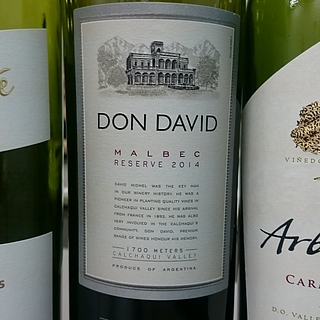 DON DAVID
MALBEC
RESERVE 2014
DAVID MICHEL WAS THE KEY MAN
IN OUR WINERY HISTORY. HE WAS A
PIONEER IN PLANTING QUALITY VINES IN
CALCHAQUI VALLEY SINCE HIS ARRIVAL
FROM FRANCE IN 1892. HE WAS ALSO
VERY INVOLVED IN THE CALCHAQUI'S
COMMUNITY. DON DAVID, PREMIUM
RANGE OF WINES HONOUR HIS MEMORY.
1700 METERS
CALCHAQUI VALLEY
PRODUCE OF ARGENTINA
VIÑEDO
Ar
CAR
D.O. VALLE